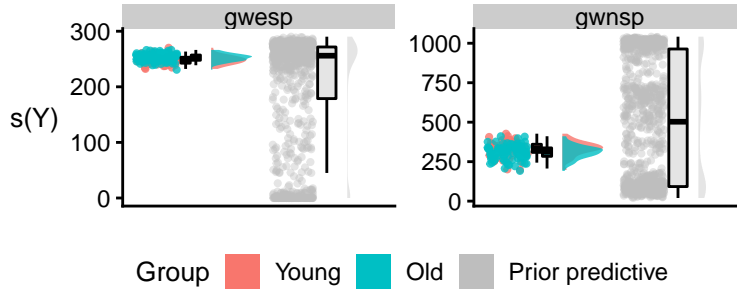 gwesp
gwnsp
s(Y)
300
200
100
0
1000
750
500
250
0
Group
Young
Old
Prior predictive